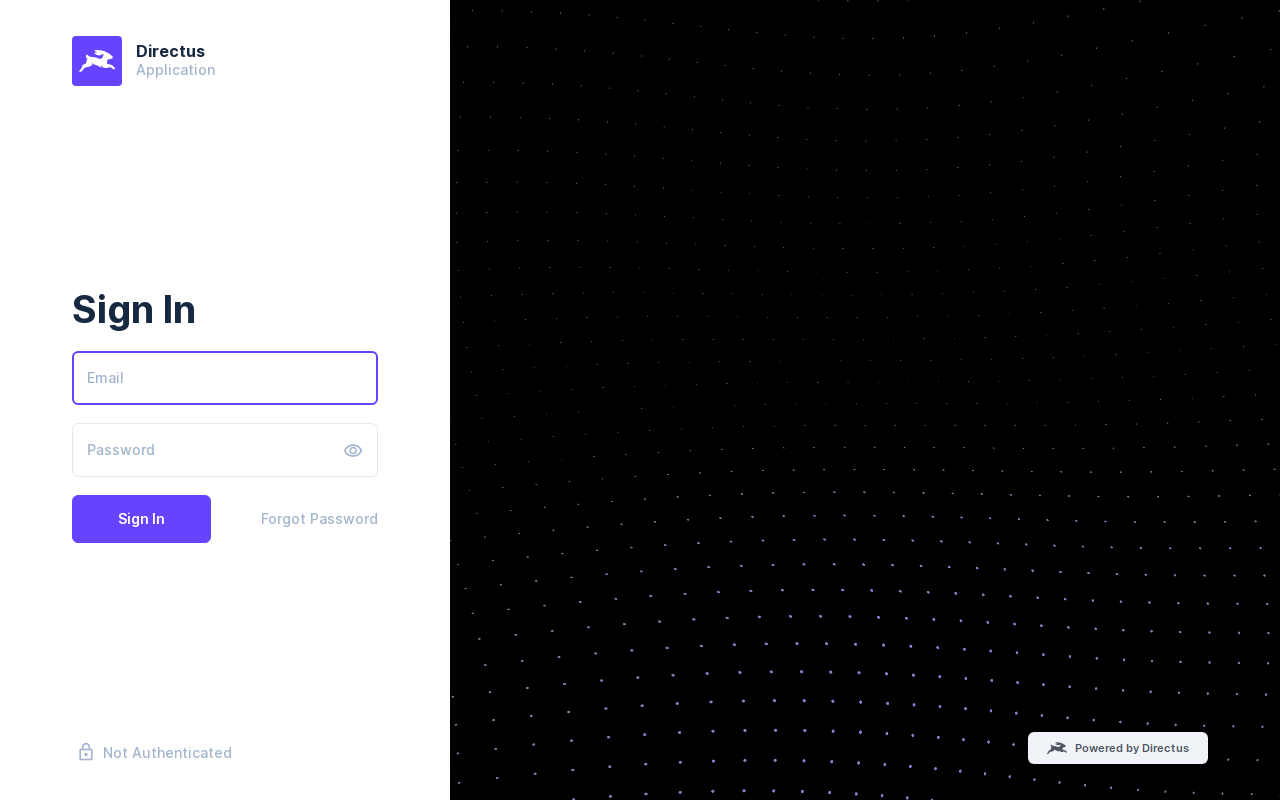 Directus
Application
Sign In
Email
Password
Sign In
Forgot Password
Not Authenticated
Powered by Directus